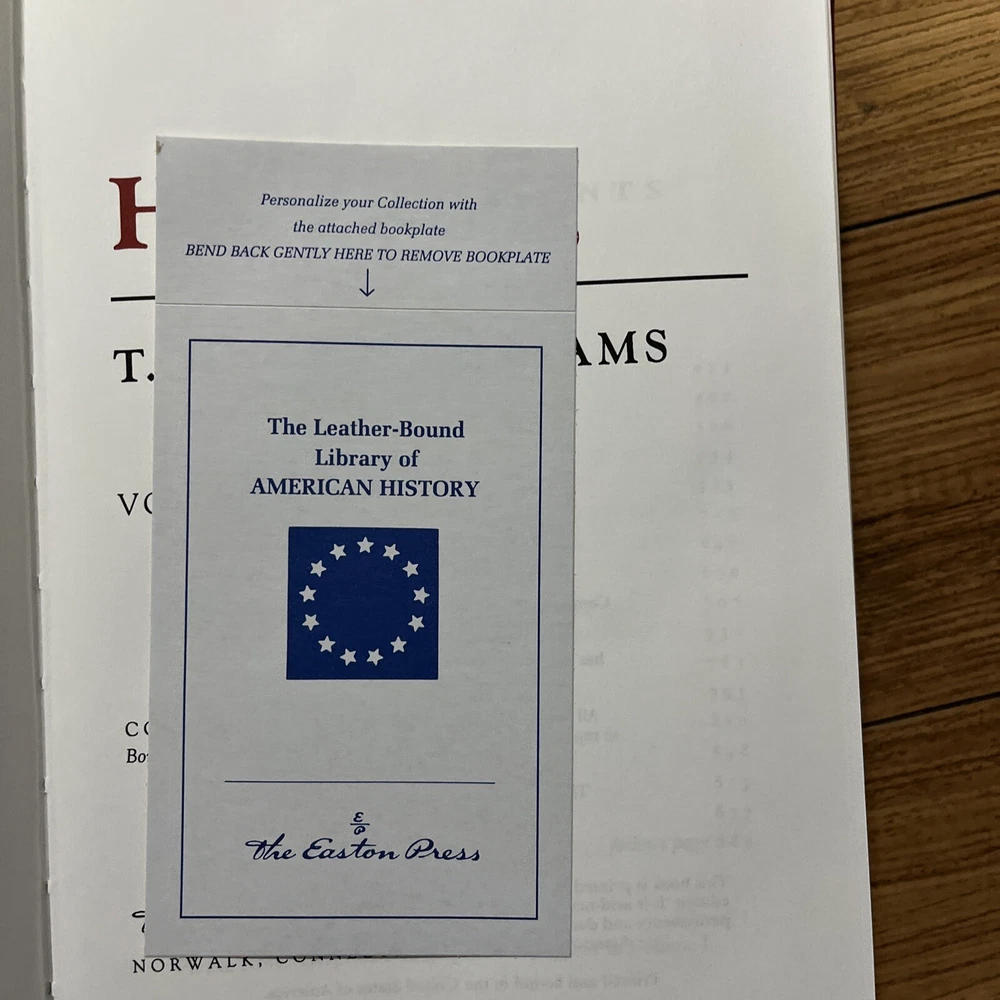 Personalize your Collection with
the attached bookplate
BEND BACK GENTLY HERE TO REMOVE BOOKPLATE
H
T. AMS
The Leather-Bound
Library of
AMERICAN HISTORY
VO
CO
Bo
E
P
The Easton Press
NORWALK,